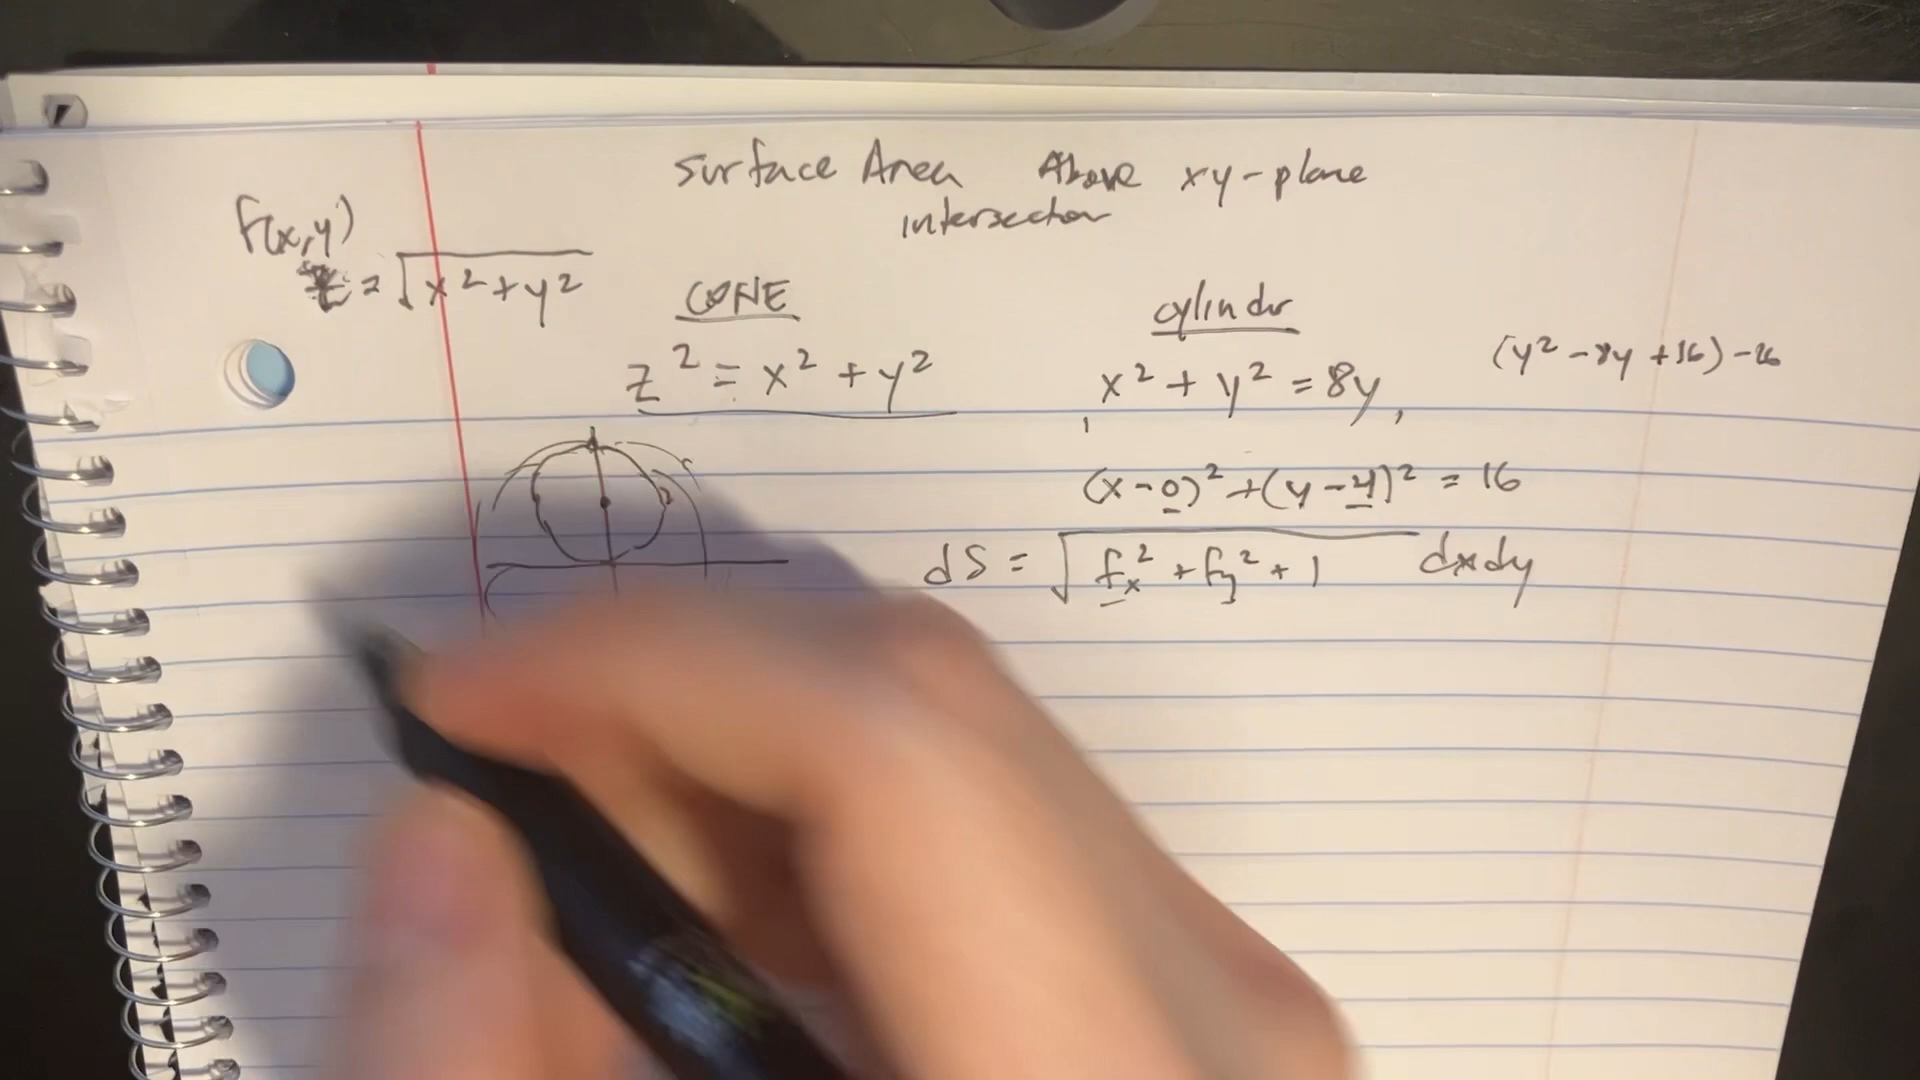 Surface Area Above xy-plane
intersection
f(x,y)
z = √(x² + y²)
CONE
cylinder
z² = x² + y²
x² + y² = 8y,
(y² - 8y + 16) - 16
(x - 0)² + (y - 4)² = 16
dS = √(fx² + fy² + 1) dxdy